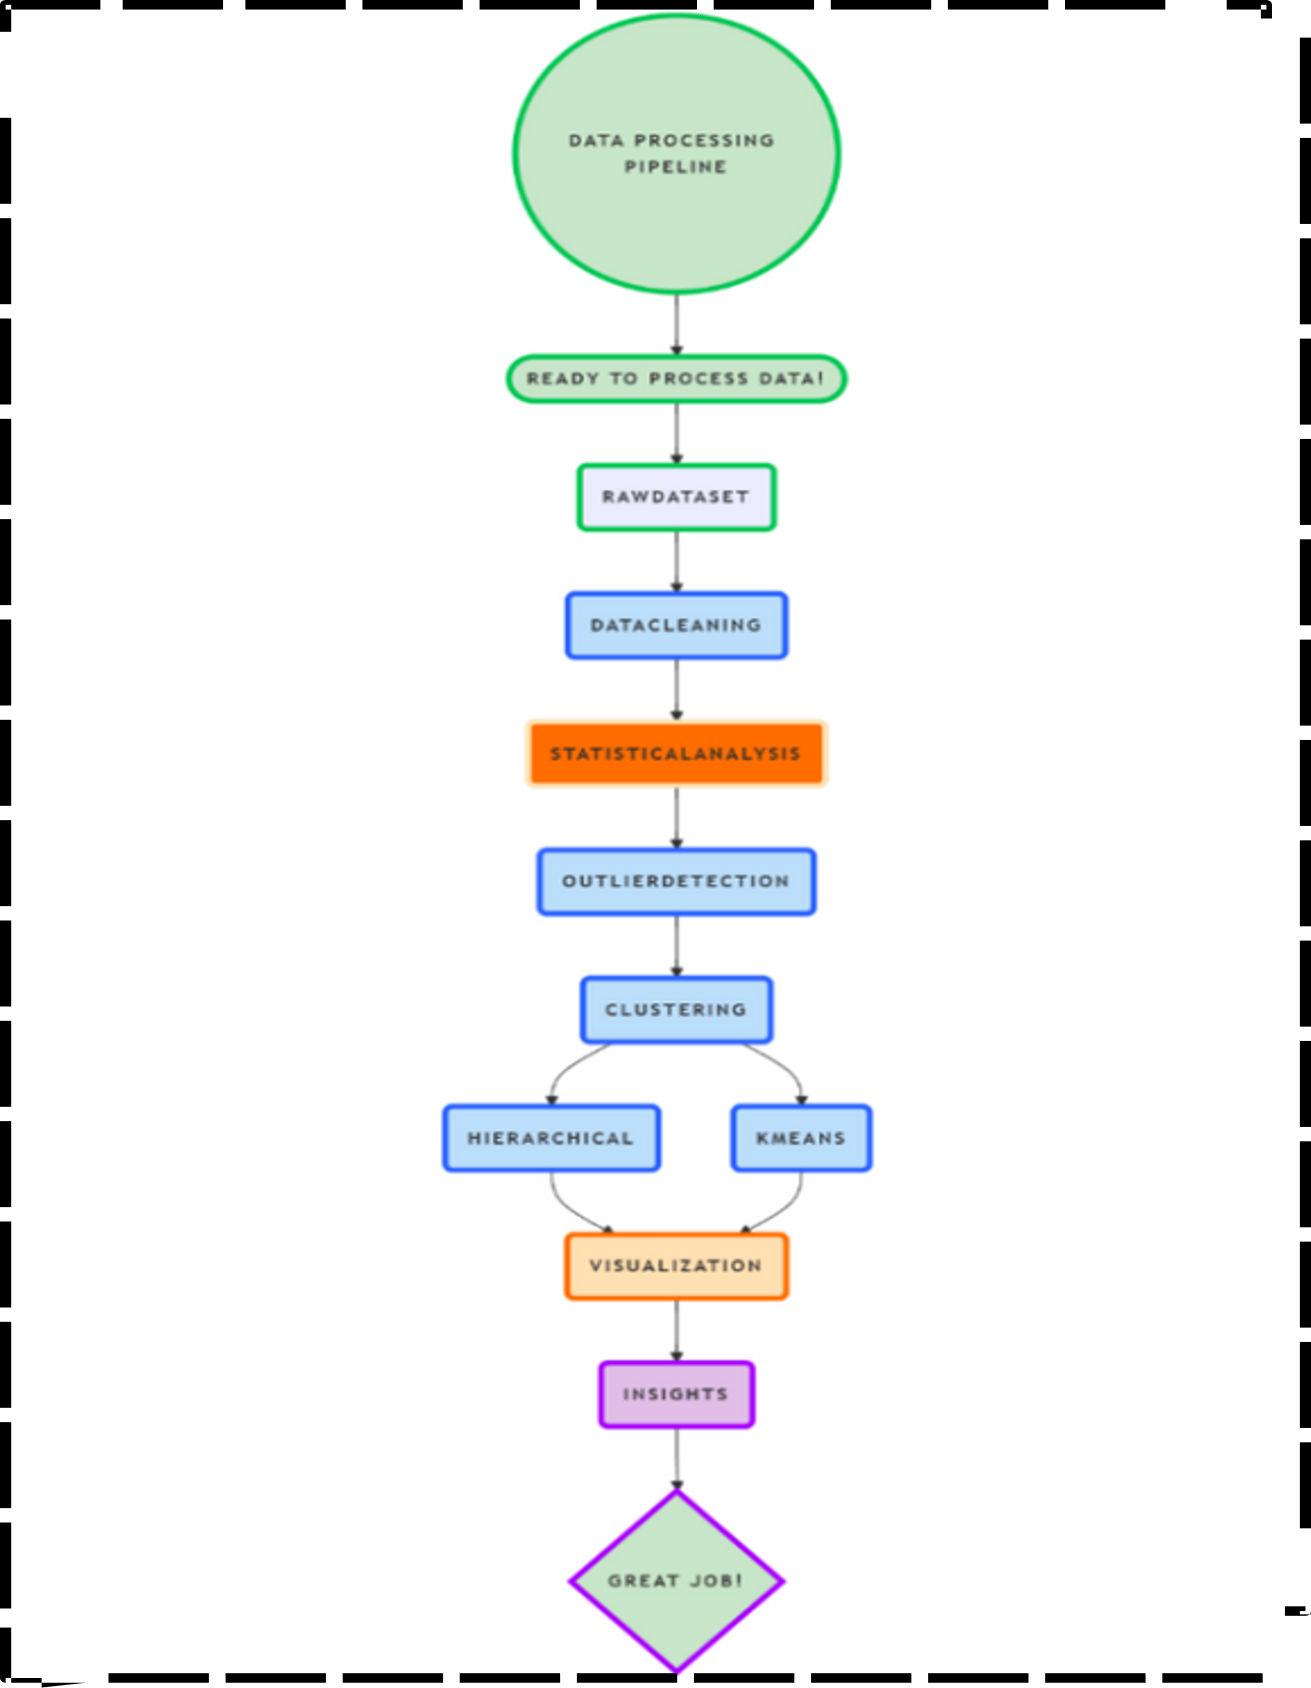 DATA PROCESSING
PIPELINE
READY TO PROCESS DATA!
RAWDATASET
DATACLEANING
STATISTICALANALYSIS
OUTLIERDETECTION
CLUSTERING
HIERARCHICAL
KMEANS
VISUALIZATION
INSIGHTS
GREAT JOB!